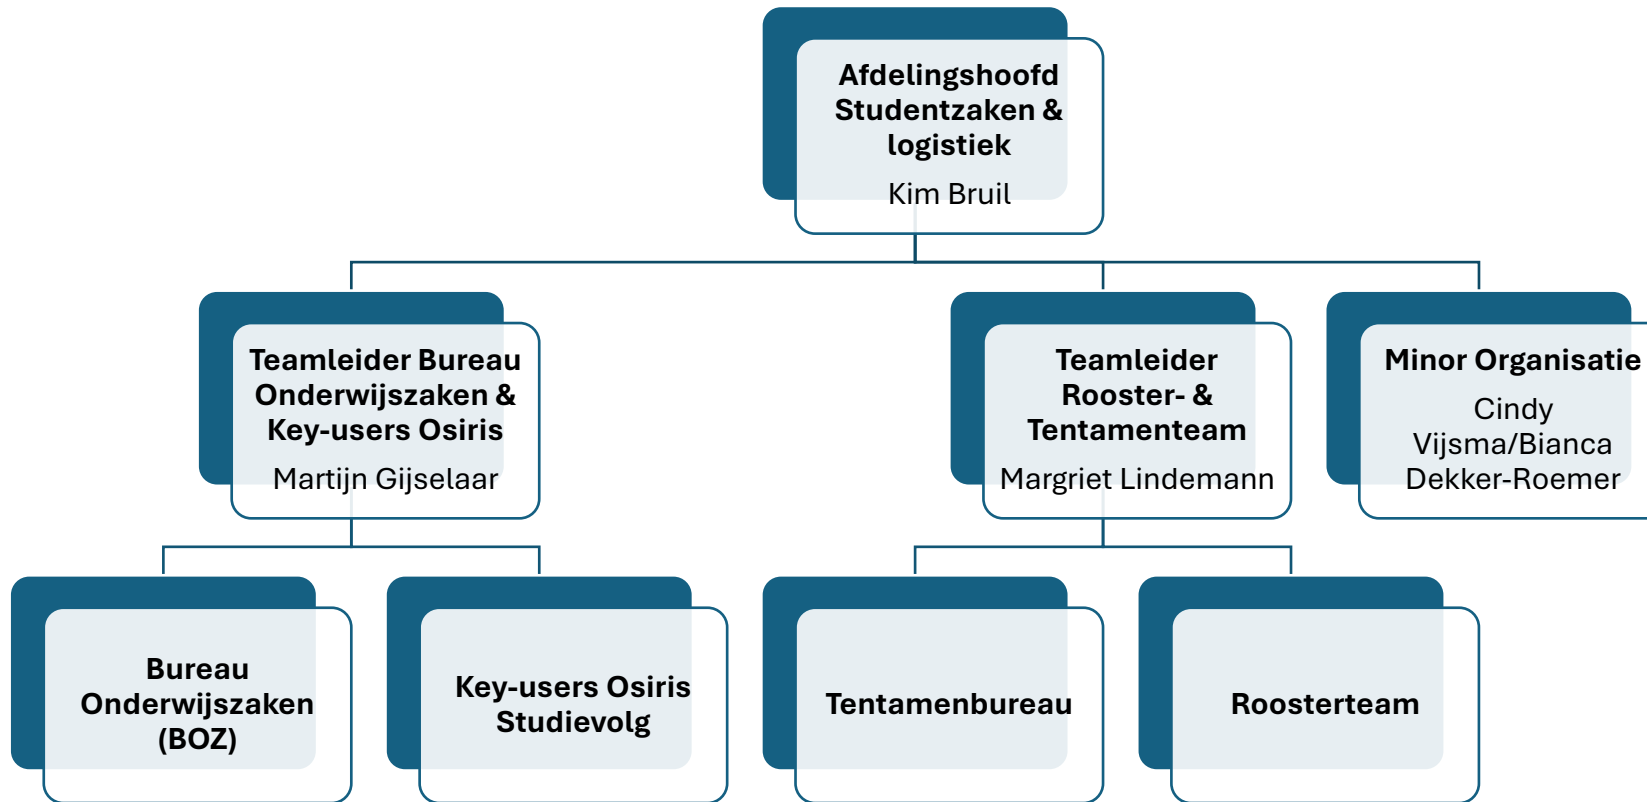 Afdelingshoofd
Studentzaken &
logistiek
Kim Bruil
Teamleider Bureau
Onderwijszaken &
Key-users Osiris
Martijn Gijselaar
Teamleider
Rooster- &
Tentamenteam
Margriet Lindemann
Minor Organisatie
Cindy
Vijsma/Bianca
Dekker-Roemer
Bureau
Onderwijszaken
(BOZ)
Key-users Osiris
Studievolg
Tentamenbureau
Roosterteam